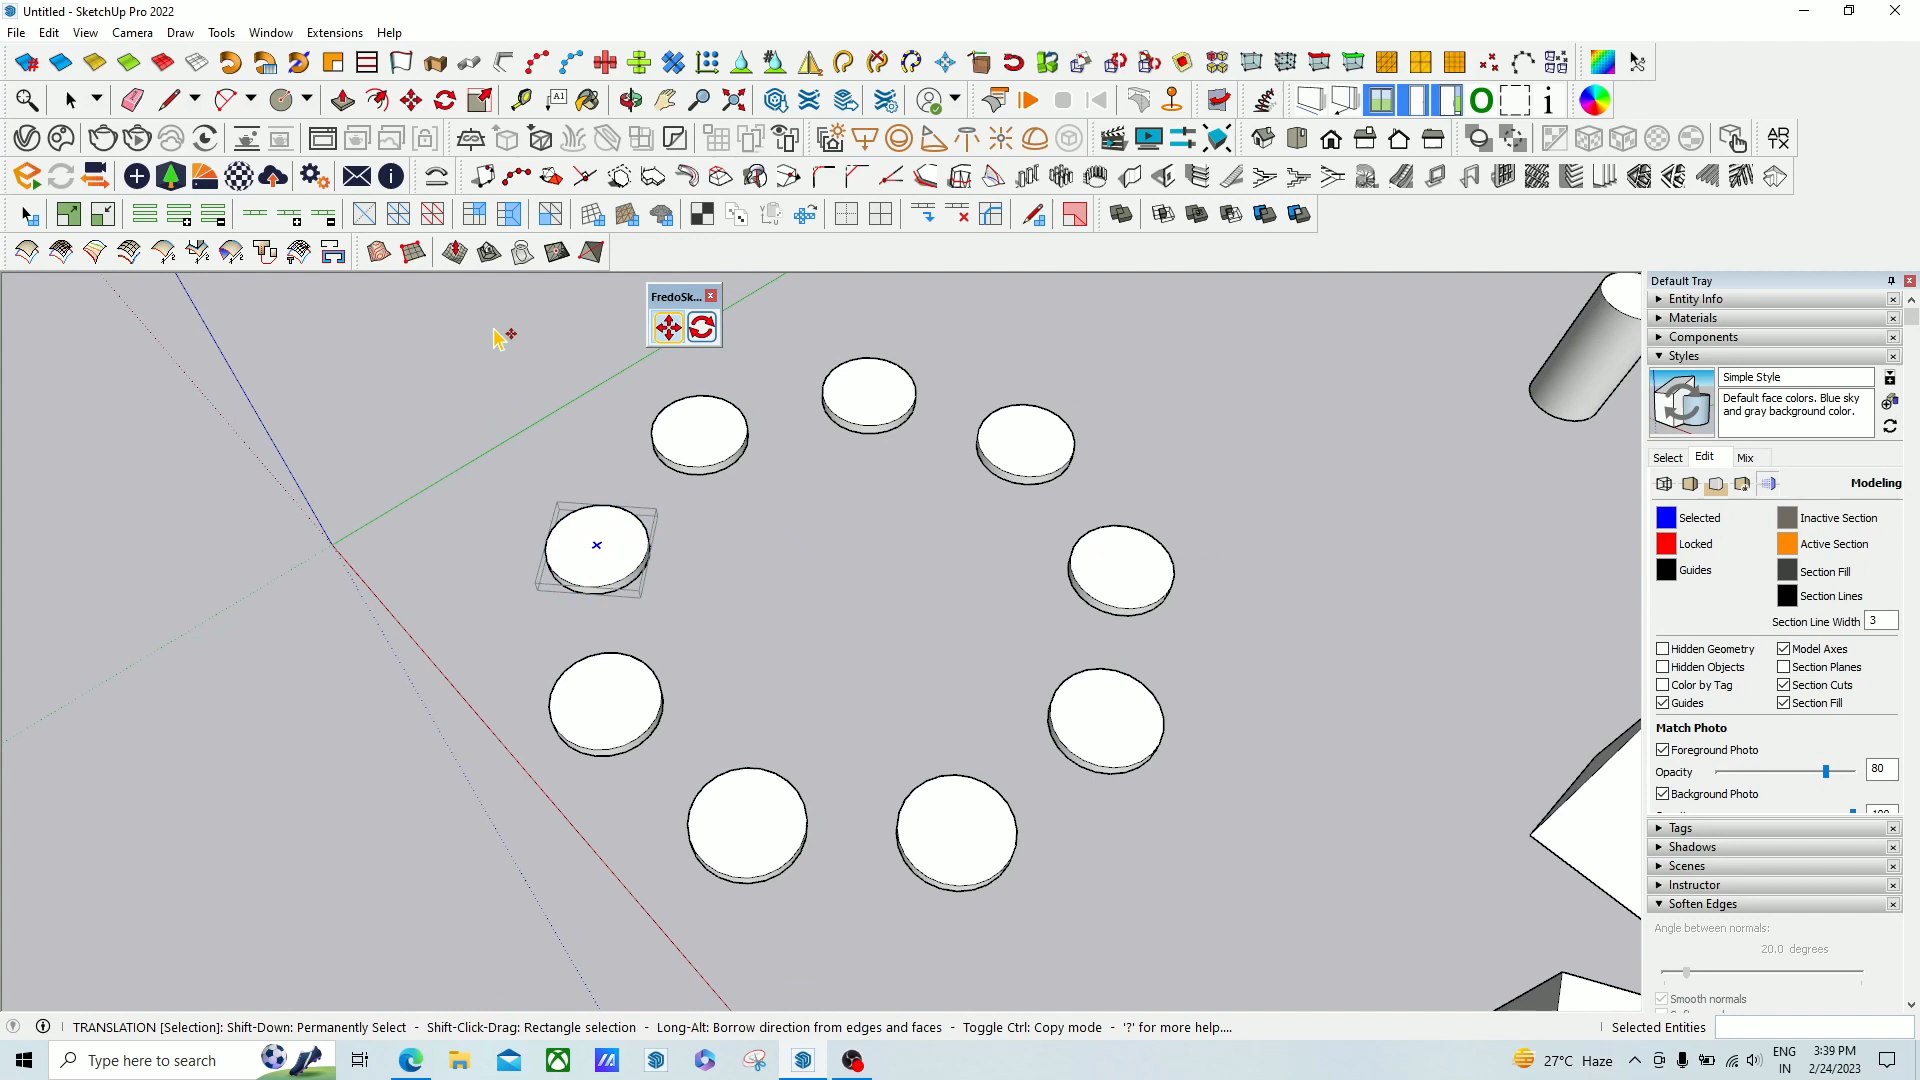 Untitled - SketchUp Pro 2022
File Edit View Camera Draw Tools Window Extensions Help
A1
AR
FredoSk...
Default Tray
Entity Info
Materials
Components
Styles
Simple Style
Default face colors. Blue sky
and gray background color.
Select Edit Mix
Modeling
Selected Inactive Section
Locked Active Section
Guides Section Fill
Section Lines
Section Line Width 3
Hidden Geometry Model Axes
Hidden Objects Section Planes
Color by Tag Section Cuts
Guides Section Fill
Match Photo
Foreground Photo
Opacity 80
Background Photo
Tags
Shadows
Scenes
Instructor
Soften Edges
Angle between normals:
20.0 degrees
Smooth normals
TRANSLATION [Selection]: Shift-Down: Permanently Select - Shift-Click-Drag: Rectangle selection - Long-Alt: Borrow direction from edges and faces - Toggle Ctrl: Copy mode - '?' for more help....
Selected Entities
Type here to search
27°C Haze
ENG
IN
3:39 PM
2/24/2023